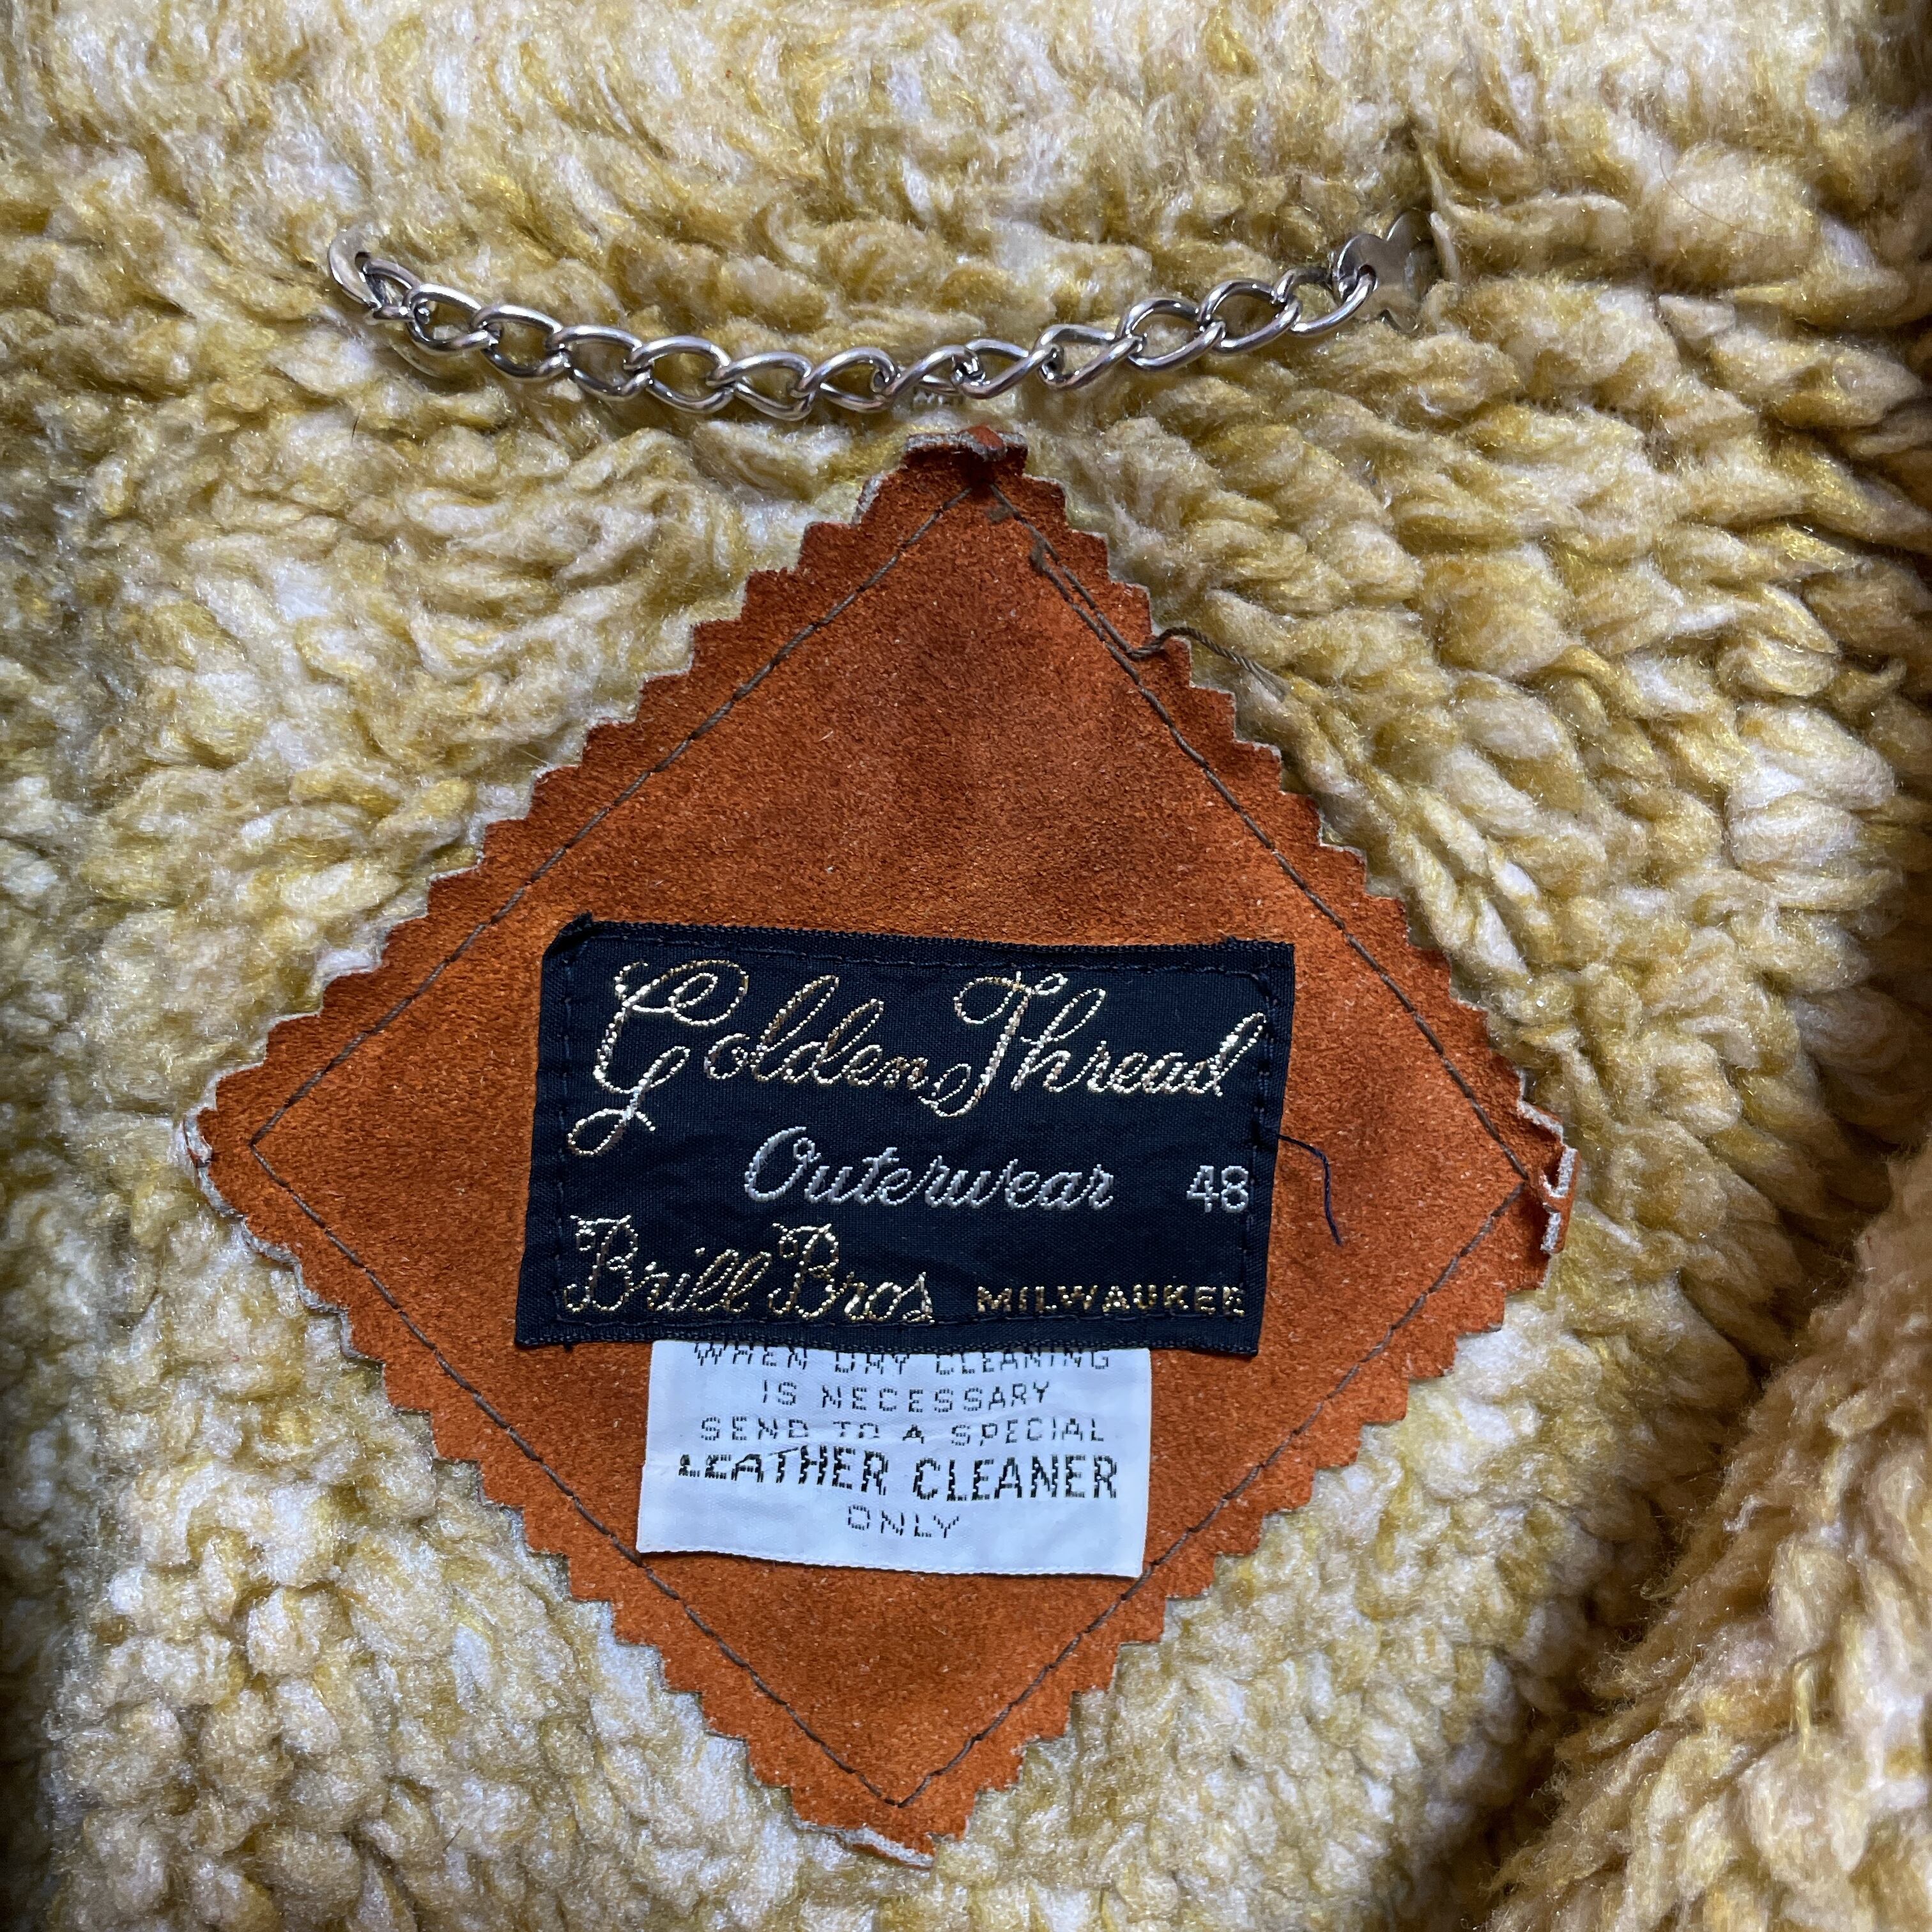 Golden Thread
Outerwear 48
Brill Bros MILWAUKEE
WHEN DRY CLEANING
IS NECESSARY
SEND TO A SPECIAL
LEATHER CLEANER
ONLY